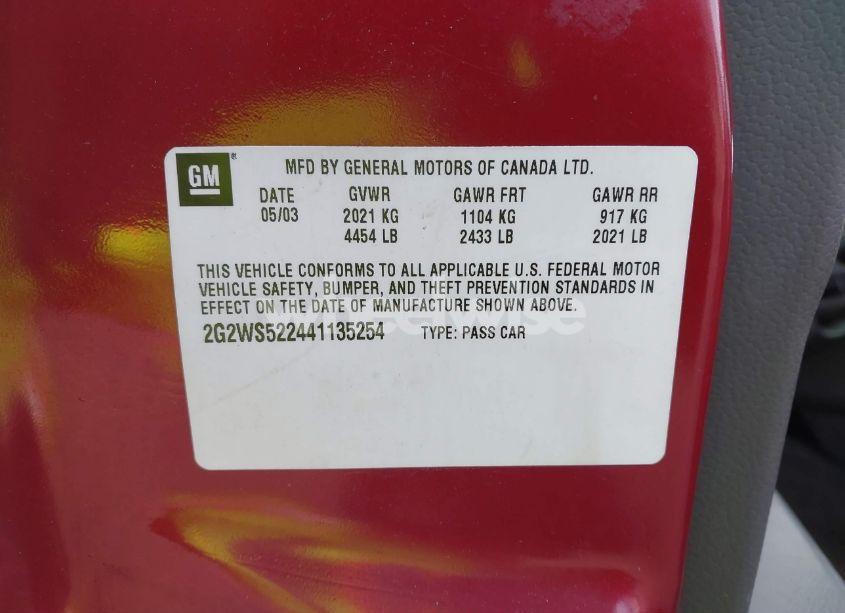 GM
MFD BY GENERAL MOTORS OF CANADA LTD.
DATE GVWR GAWR FRT GAWR RR
05/03 2021 KG 1104 KG 917 KG
4454 LB 2433 LB 2021 LB
THIS VEHICLE CONFORMS TO ALL APPLICABLE U.S. FEDERAL MOTOR
VEHICLE SAFETY, BUMPER, AND THEFT PREVENTION STANDARDS IN
EFFECT ON THE DATE OF MANUFACTURE SHOWN ABOVE.
wheelwise
2G2WS522441135254 TYPE: PASS CAR